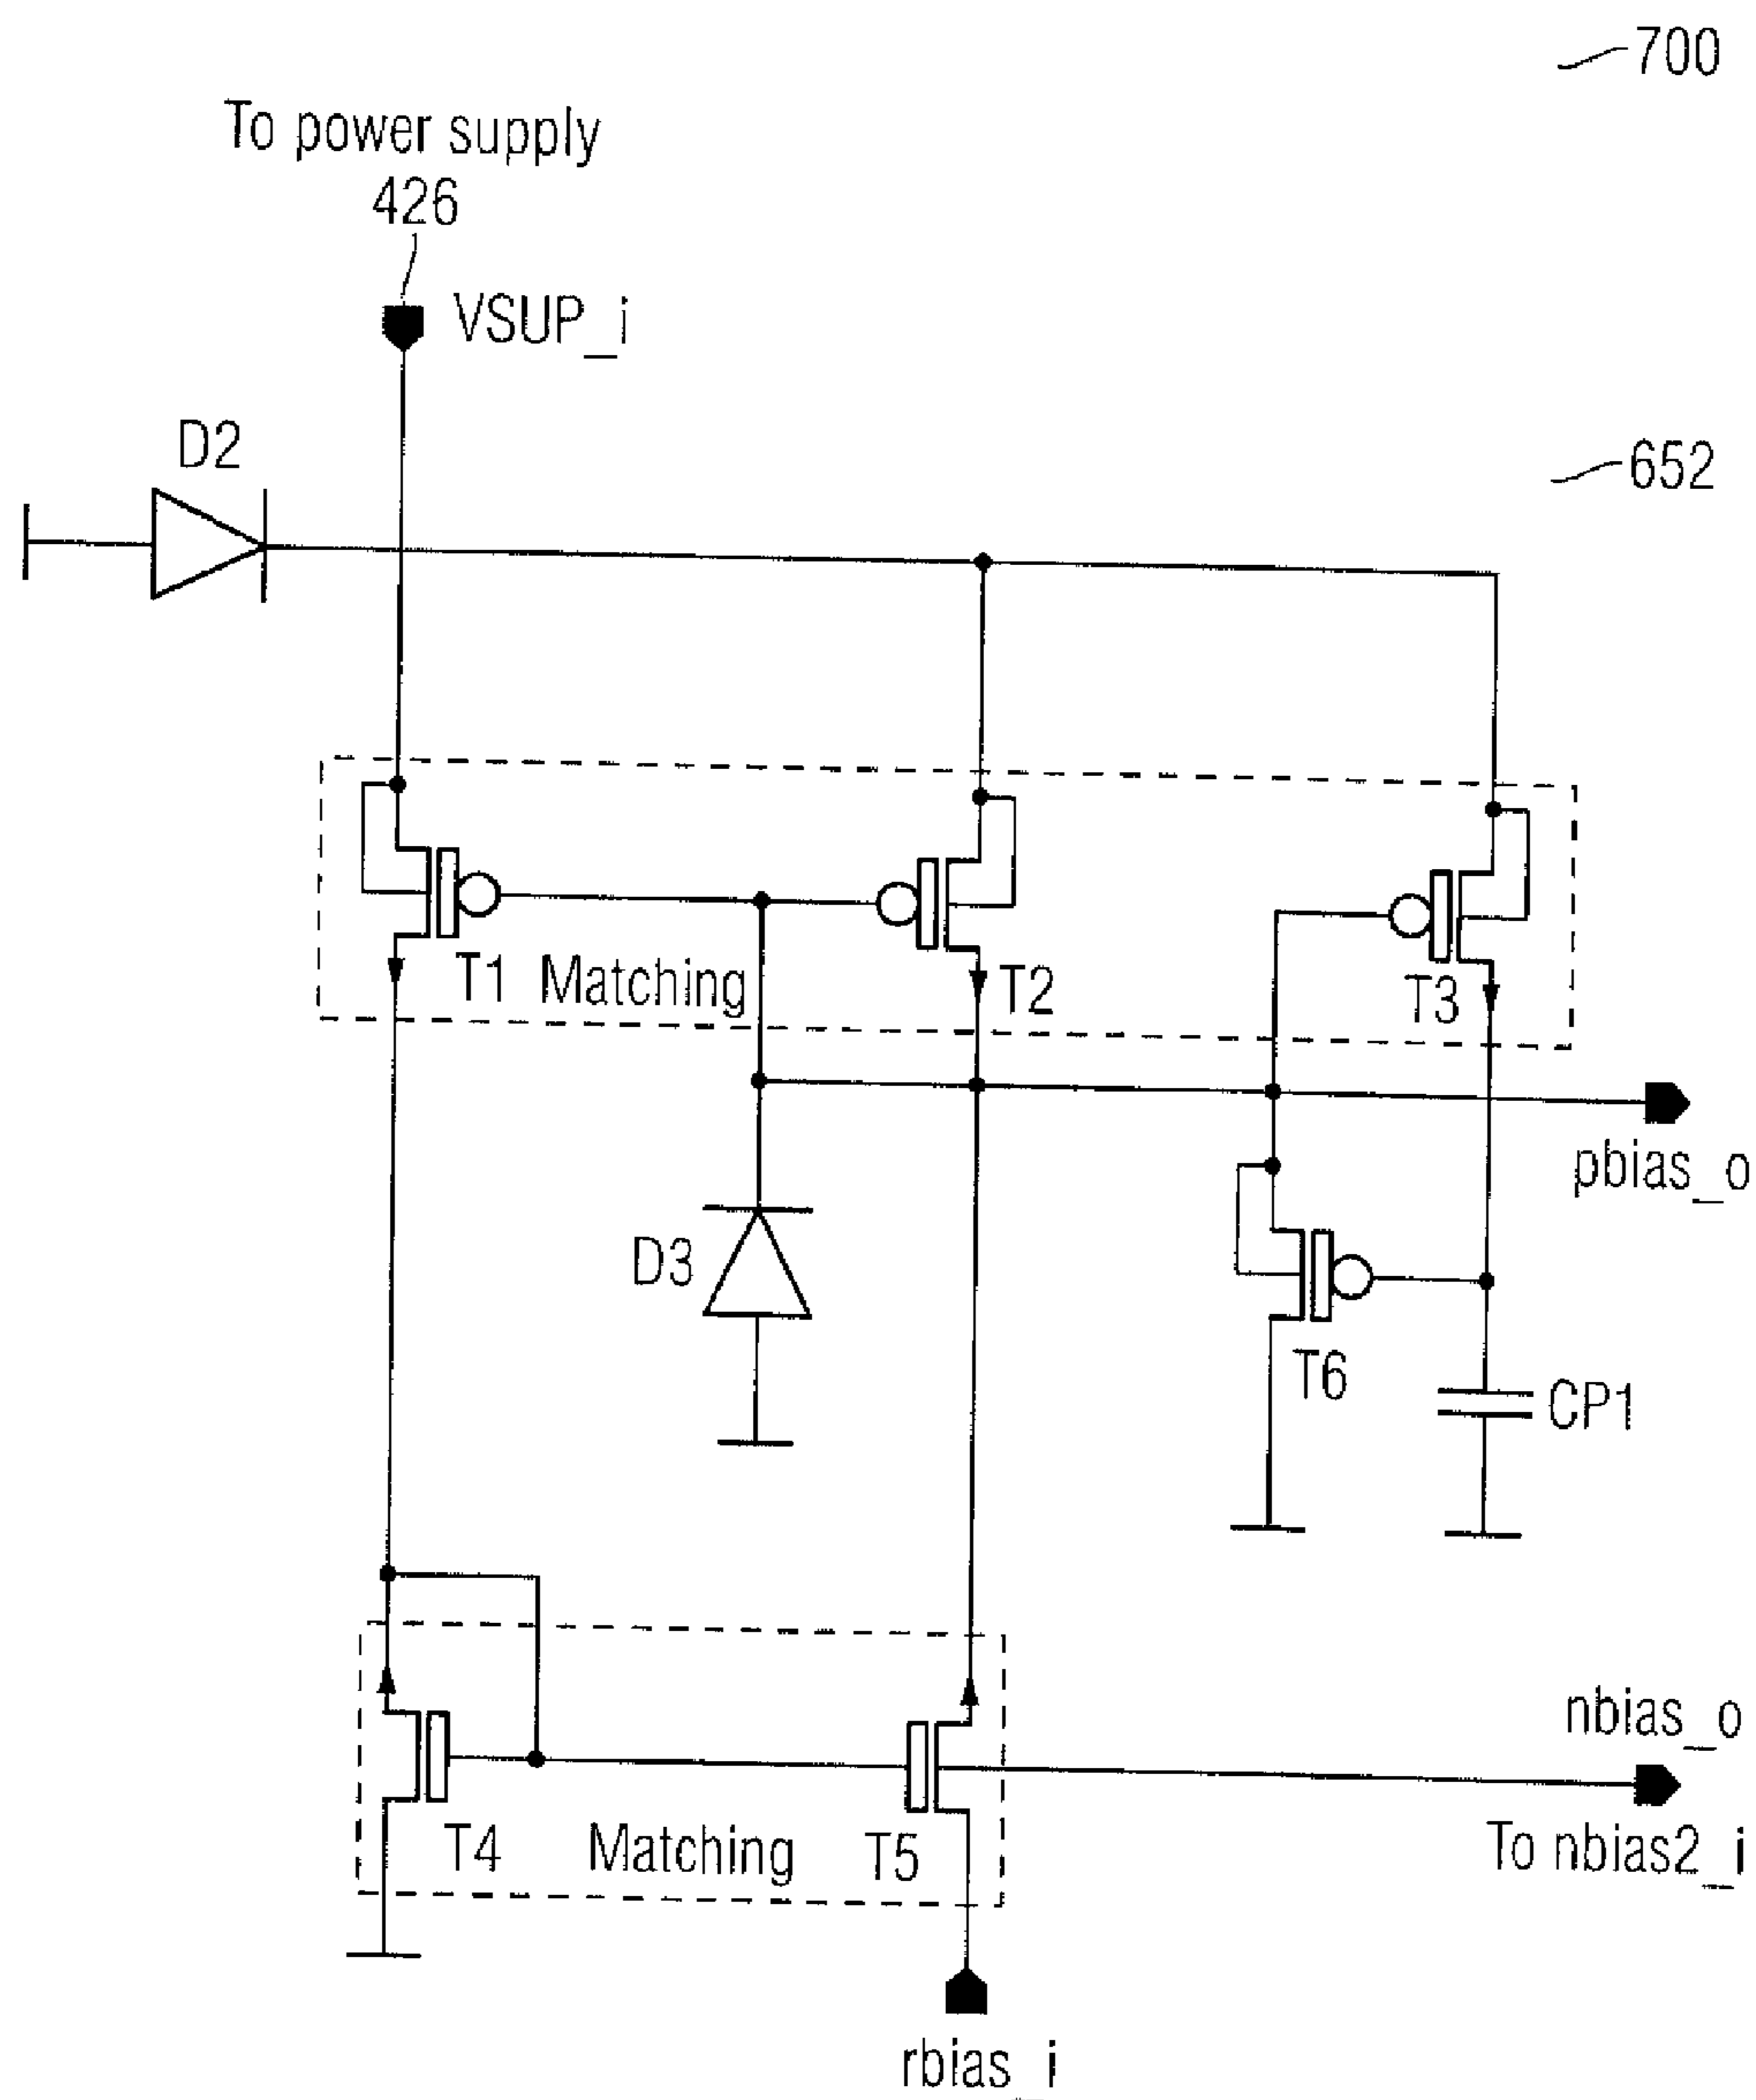 700
To power supply
426
VSUP_i
D2
652
T1 Matching
T2
T3
pbias_o
D3
T6
CP1
nbias_o
T4 Matching T5
To nbias2_i
rbias_i